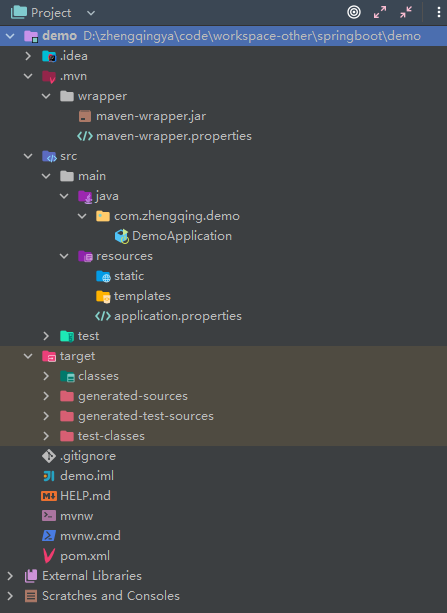 Project
demo D:\zhengqingya\code\workspace-other\springboot\demo
.idea
.mvn
wrapper
maven-wrapper.jar
maven-wrapper.properties
src
main
java
com.zhengqing.demo
DemoApplication
resources
static
templates
application.properties
test
target
classes
generated-sources
generated-test-sources
test-classes
.gitignore
demo.iml
HELP.md
mvnw
mvnw.cmd
pom.xml
External Libraries
Scratches and Consoles